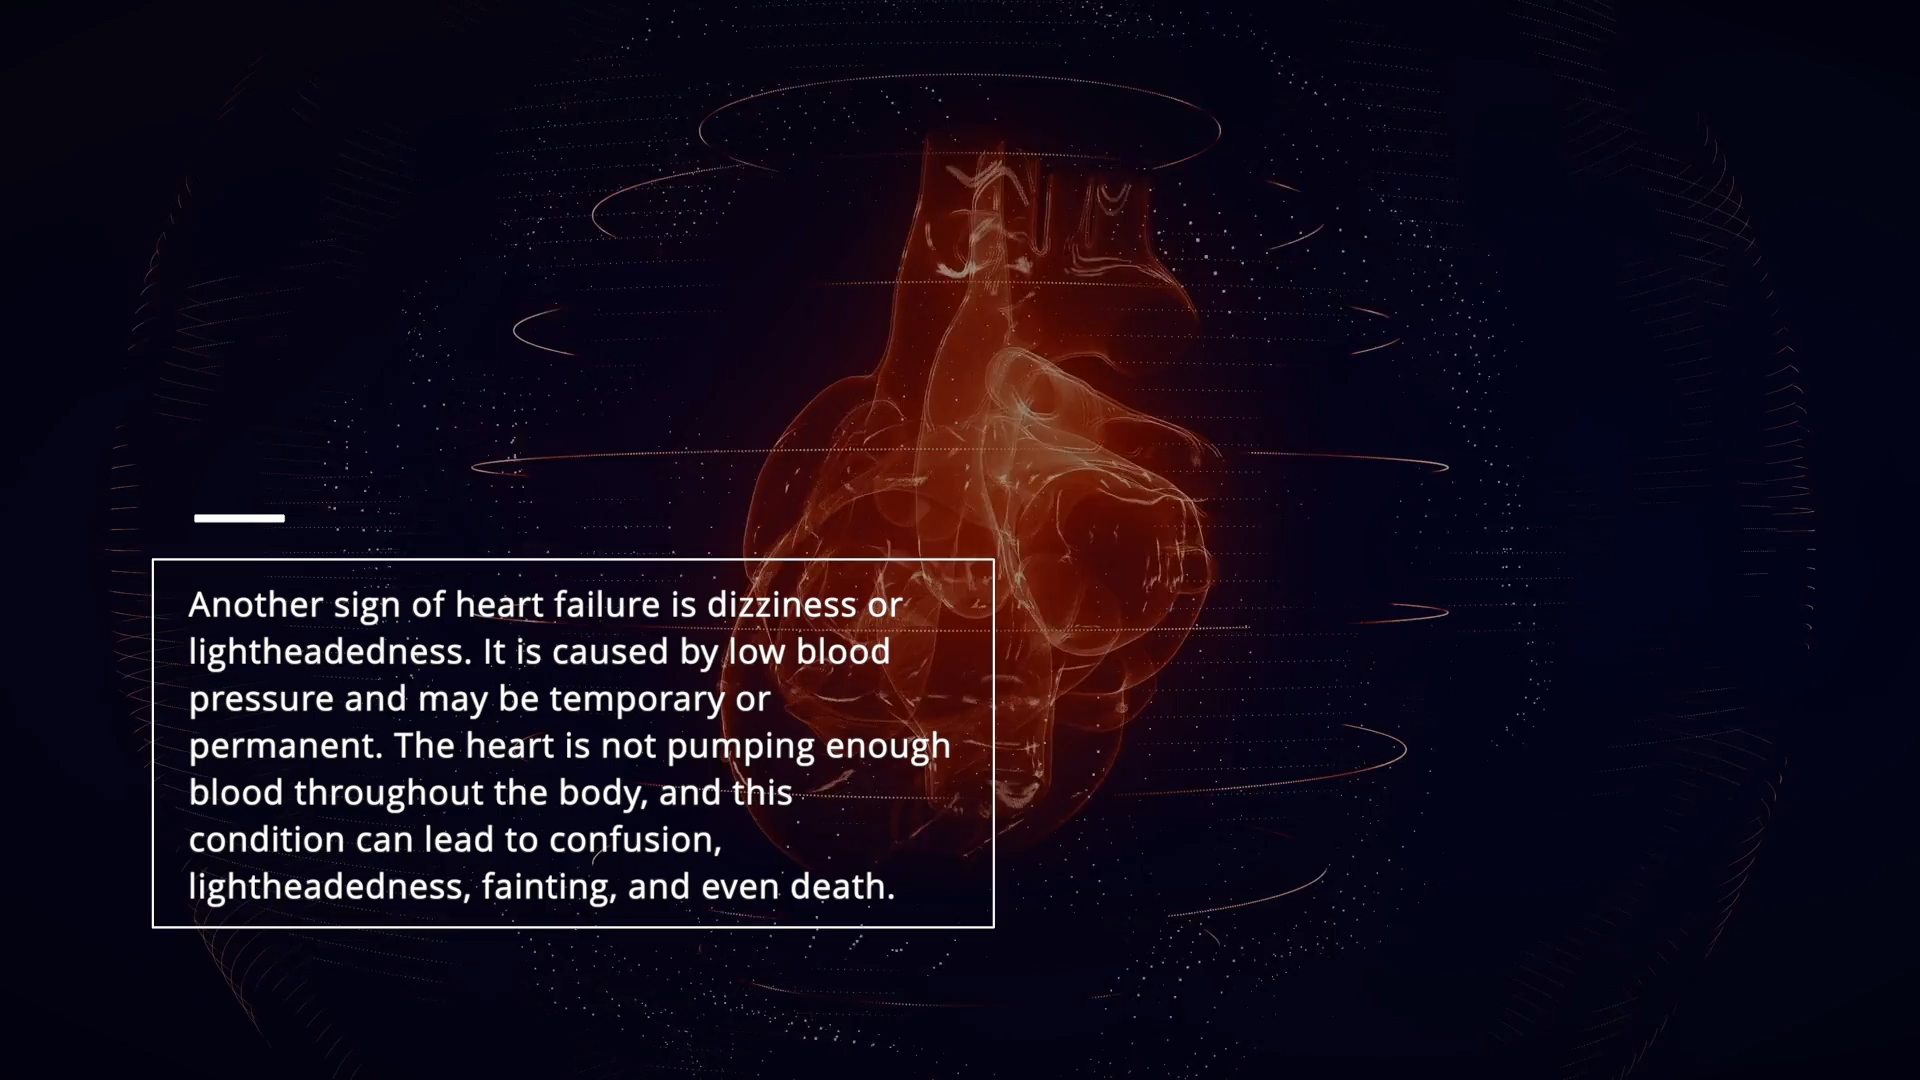 Another sign of heart failure is dizziness or
lightheadedness. It is caused by low blood
pressure and may be temporary or
permanent. The heart is not pumping enough
blood throughout the body, and this
condition can lead to confusion,
lightheadedness, fainting, and even death.